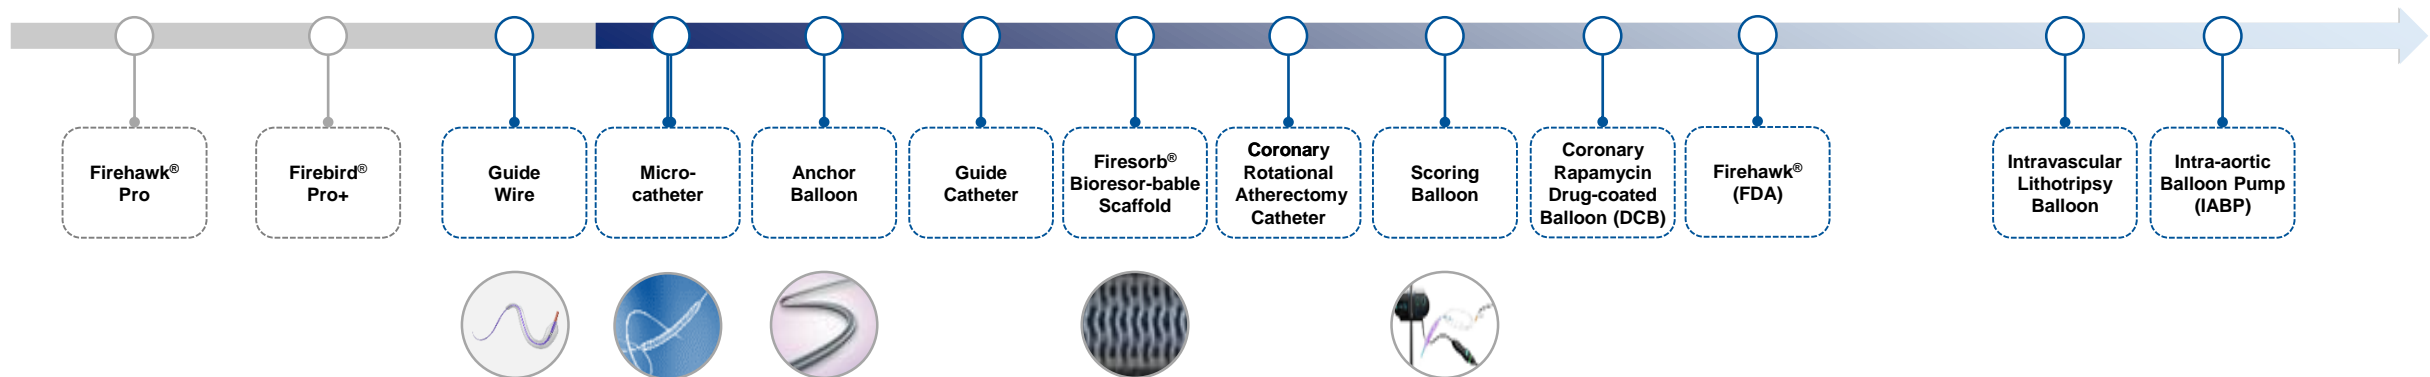 Firehawk®
Pro
Firebird®
Pro+
Guide
Wire
Micro-
catheter
Anchor
Balloon
Guide
Catheter
Firesorb®
Bioresor-bable
Scaffold
Coronary
Rotational
Atherectomy
Catheter
Scoring
Balloon
Coronary
Rapamycin
Drug-coated
Balloon (DCB)
Firehawk®
(FDA)
Intravascular
Lithotripsy
Balloon
Intra-aortic
Balloon Pump
(IABP)